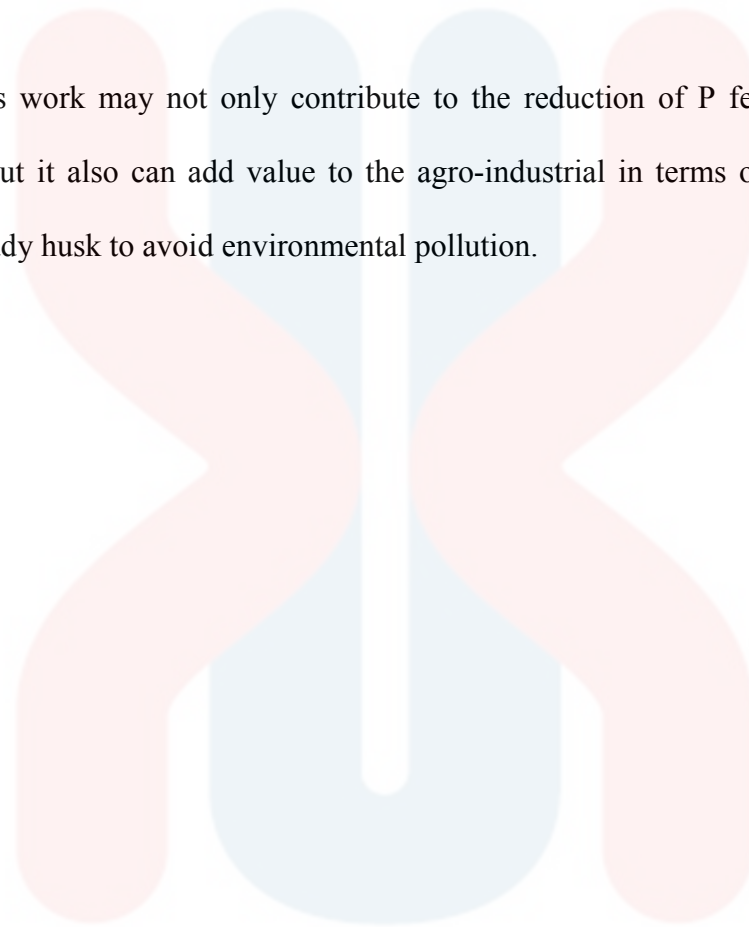 s work may not only contribute to the reduction of P fe
ut it also can add value to the agro-industrial in terms o
dy husk to avoid environmental pollution.